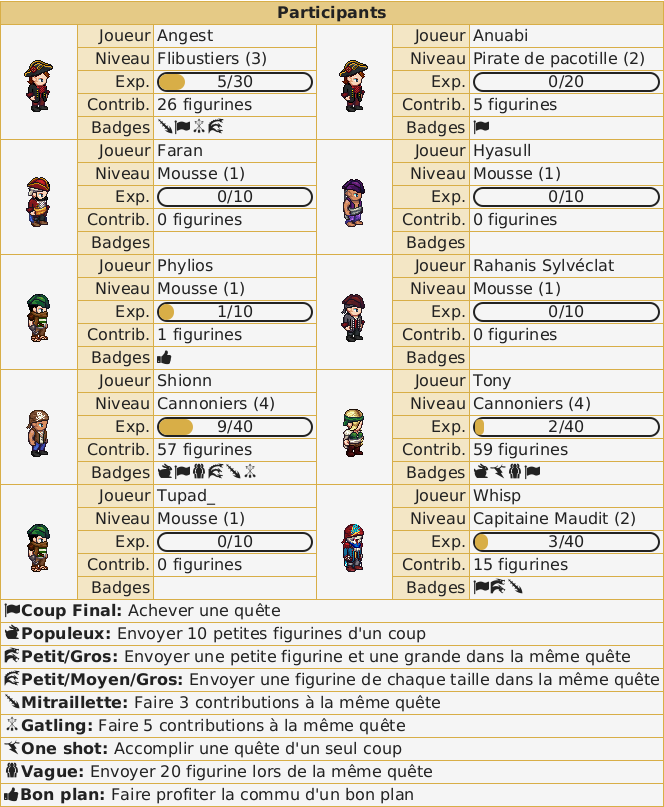 Participants
Joueur Angest
Niveau Flibustiers (3)
Exp. 5/30
Contrib. 26 figurines
Badges
Joueur Anuabi
Niveau Pirate de pacotille (2)
Exp. 0/20
Contrib. 5 figurines
Badges
Joueur Faran
Niveau Mousse (1)
Exp. 0/10
Contrib. 0 figurines
Badges
Joueur Hyasull
Niveau Mousse (1)
Exp. 0/10
Contrib. 0 figurines
Badges
Joueur Phylios
Niveau Mousse (1)
Exp. 1/10
Contrib. 1 figurines
Badges
Joueur Rahanis Sylvéclat
Niveau Mousse (1)
Exp. 0/10
Contrib. 0 figurines
Badges
Joueur Shionn
Niveau Cannoniers (4)
Exp. 9/40
Contrib. 57 figurines
Badges
Joueur Tony
Niveau Cannoniers (4)
Exp. 2/40
Contrib. 59 figurines
Badges
Joueur Tupad_
Niveau Mousse (1)
Exp. 0/10
Contrib. 0 figurines
Badges
Joueur Whisp
Niveau Capitaine Maudit (2)
Exp. 3/40
Contrib. 15 figurines
Badges
Coup Final: Achever une quête
Populeux: Envoyer 10 petites figurines d'un coup
Petit/Gros: Envoyer une petite figurine et une grande dans la même quête
Petit/Moyen/Gros: Envoyer une figurine de chaque taille dans la même quête
Mitraillette: Faire 3 contributions à la même quête
Gatling: Faire 5 contributions à la même quête
One shot: Accomplir une quête d'un seul coup
Vague: Envoyer 20 figurine lors de la même quête
Bon plan: Faire profiter la commu d'un bon plan